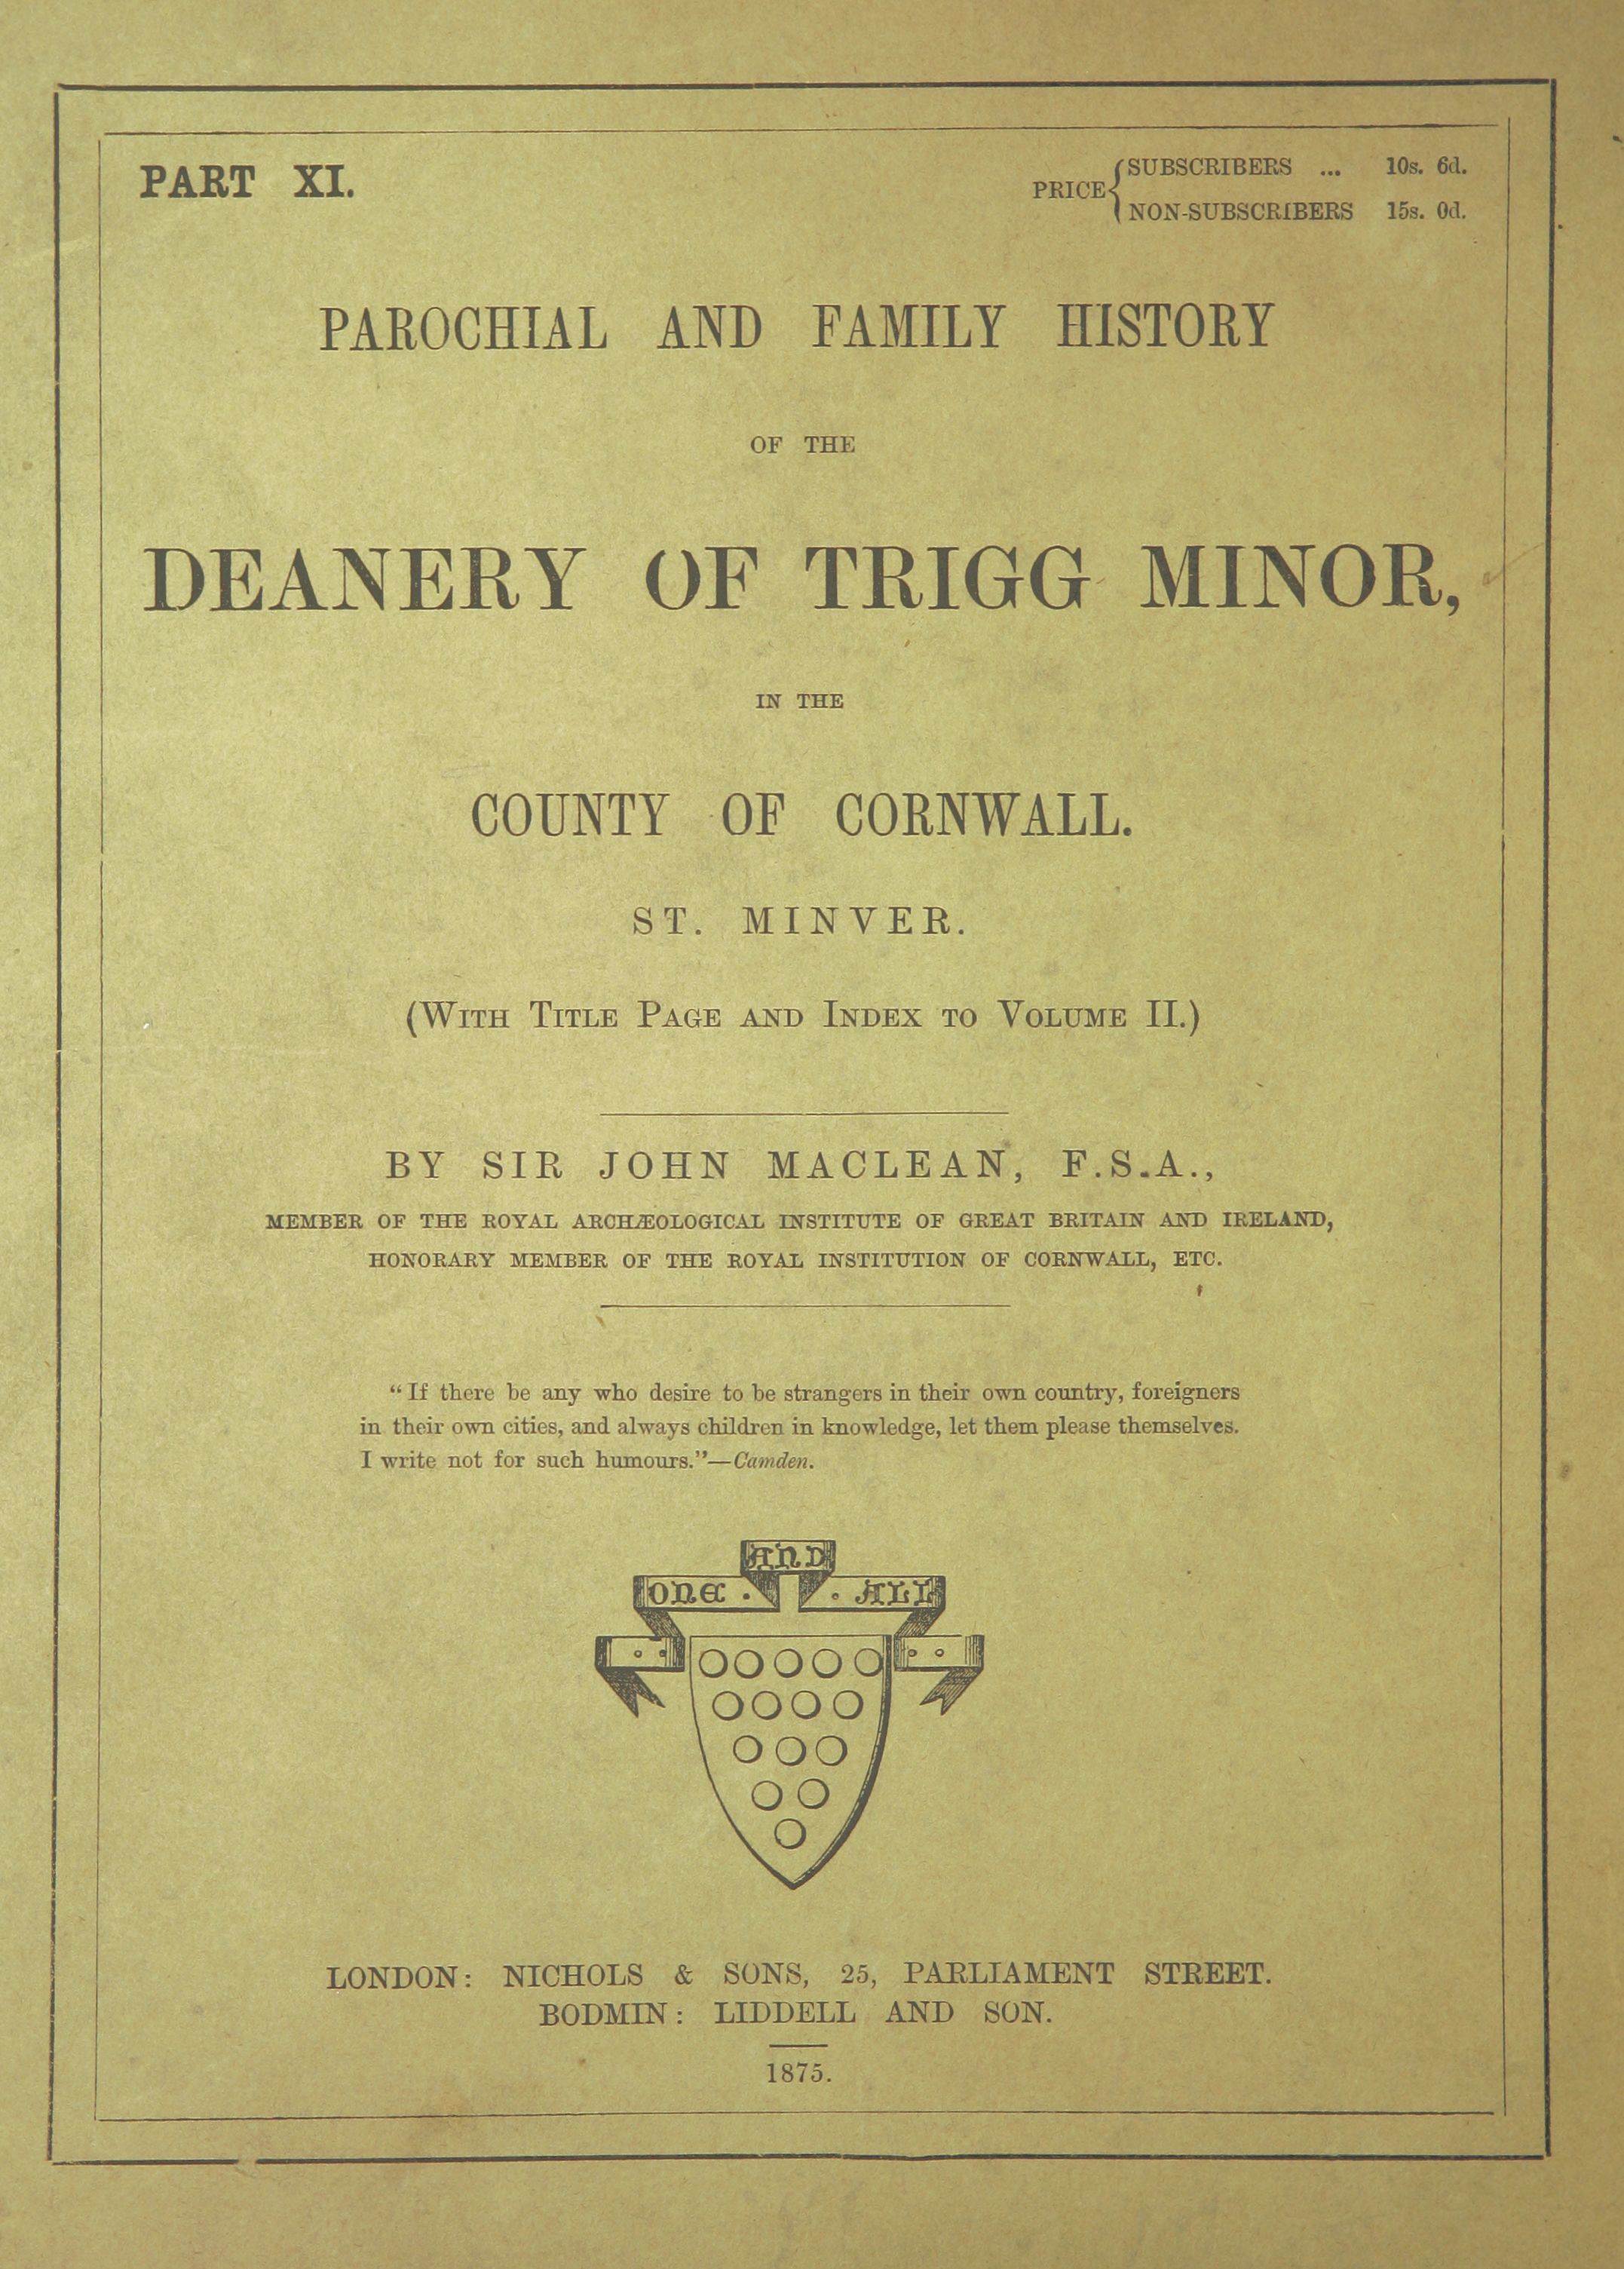 PART XI.
PRICE { SUBSCRIBERS ... 10s. 6d.
NON-SUBSCRIBERS 15s. 0d.
PAROCHIAL AND FAMILY HISTORY
OF THE
DEANERY OF TRIGG MINOR,
IN THE
COUNTY OF CORNWALL.
ST. MINVER.
(WITH TITLE PAGE AND INDEX TO VOLUME II.)
BY SIR JOHN MACLEAN, F.S.A.,
MEMBER OF THE ROYAL ARCHÆOLOGICAL INSTITUTE OF GREAT BRITAIN AND IRELAND,
HONORARY MEMBER OF THE ROYAL INSTITUTION OF CORNWALL, ETC.
"If there be any who desire to be strangers in their own country, foreigners
in their own cities, and always children in knowledge, let them please themselves.
I write not for such humours."—Camden.
ONE . AND . ALL
LONDON: NICHOLS & SONS, 25, PARLIAMENT STREET.
BODMIN: LIDDELL AND SON.
1875.